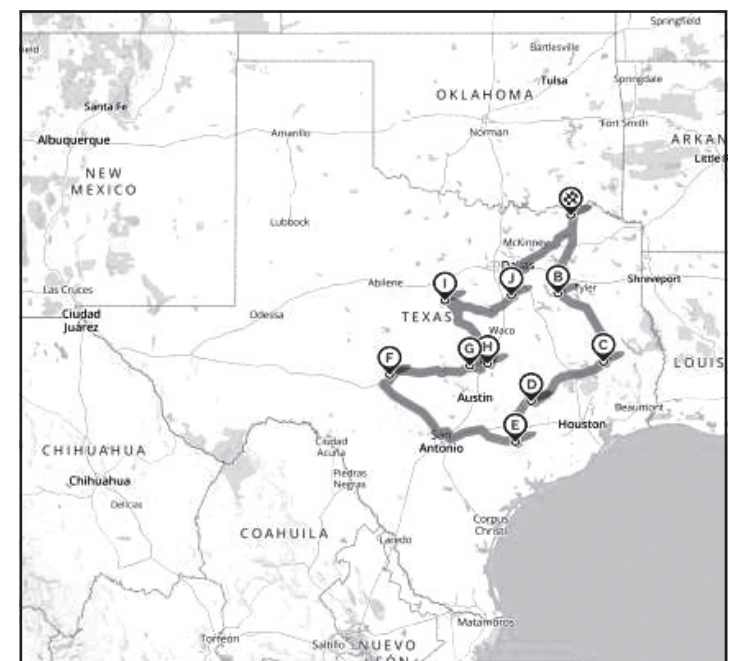 Springfield
Bartlesville
Tulsa
Springdale
OKLAHOMA
Santa Fe
Fort Smith
Amarillo
Norman
Albuquerque
ARKAN
NEW
MEXICO
Little
Lubbock
McKinney
Dallas
I
J
B
Las Cruces
Abilene
Tyler
Shreveport
Ciudad
Juárez
Odessa
TEXAS
Waco
G
H
C
F
LOUIS
D
Austin
Beaumont
E
Houston
San
Antonio
CHIHUAHUA
Ciudad
Acuña
Chihuahua
Piedras
Negras
Delicias
Corpus
Christi
COAHUILA
Laredo
Matamoros
Torreón
Saltillo
NUEVO
LEÓN